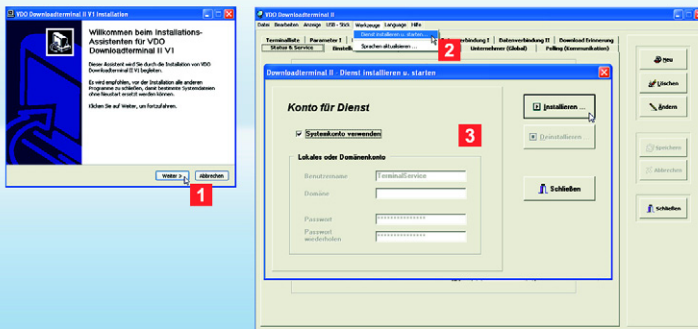 VDO Downloadterminal II V1 Installation
Willkommen beim Installations-
Assistenten für VDO
Downloadterminal II V1
Dieser Assistent wird Sie durch die Installation von VDO
Downloadterminal II V1 begleiten.
Es wird empfohlen, vor der Installation alle anderen
Programme zu schließen, damit bestimmte Systemdateien
ohne Neustart ersetzt werden können.
Klicken Sie auf Weiter, um fortzufahren.
Weiter > Abbrechen
1
VDO Downloadterminal II
Datei Bearbeiten Anzeige USB - Stick Werkzeuge Language Hilfe
Dienst installieren u. starten ...
Sprachen aktualisieren ...
2
Terminalliste Parameter I Datenverbindung II Download Erinnerung
Status & Service Unternehmer (Global) Polling (Kommunikation)
Downloadterminal II - Dienst installieren u. starten
Konto für Dienst
Systemkonto verwenden
3
Lokales oder Domänenkonto
Benutzername TerminalService
Domäne
Passwort **************
Passwort
wiederholen **************
Installieren ...
Deinstallieren
Schließen
Neu
Löschen
Ändern
Speichern
Abbrechen
Schließen